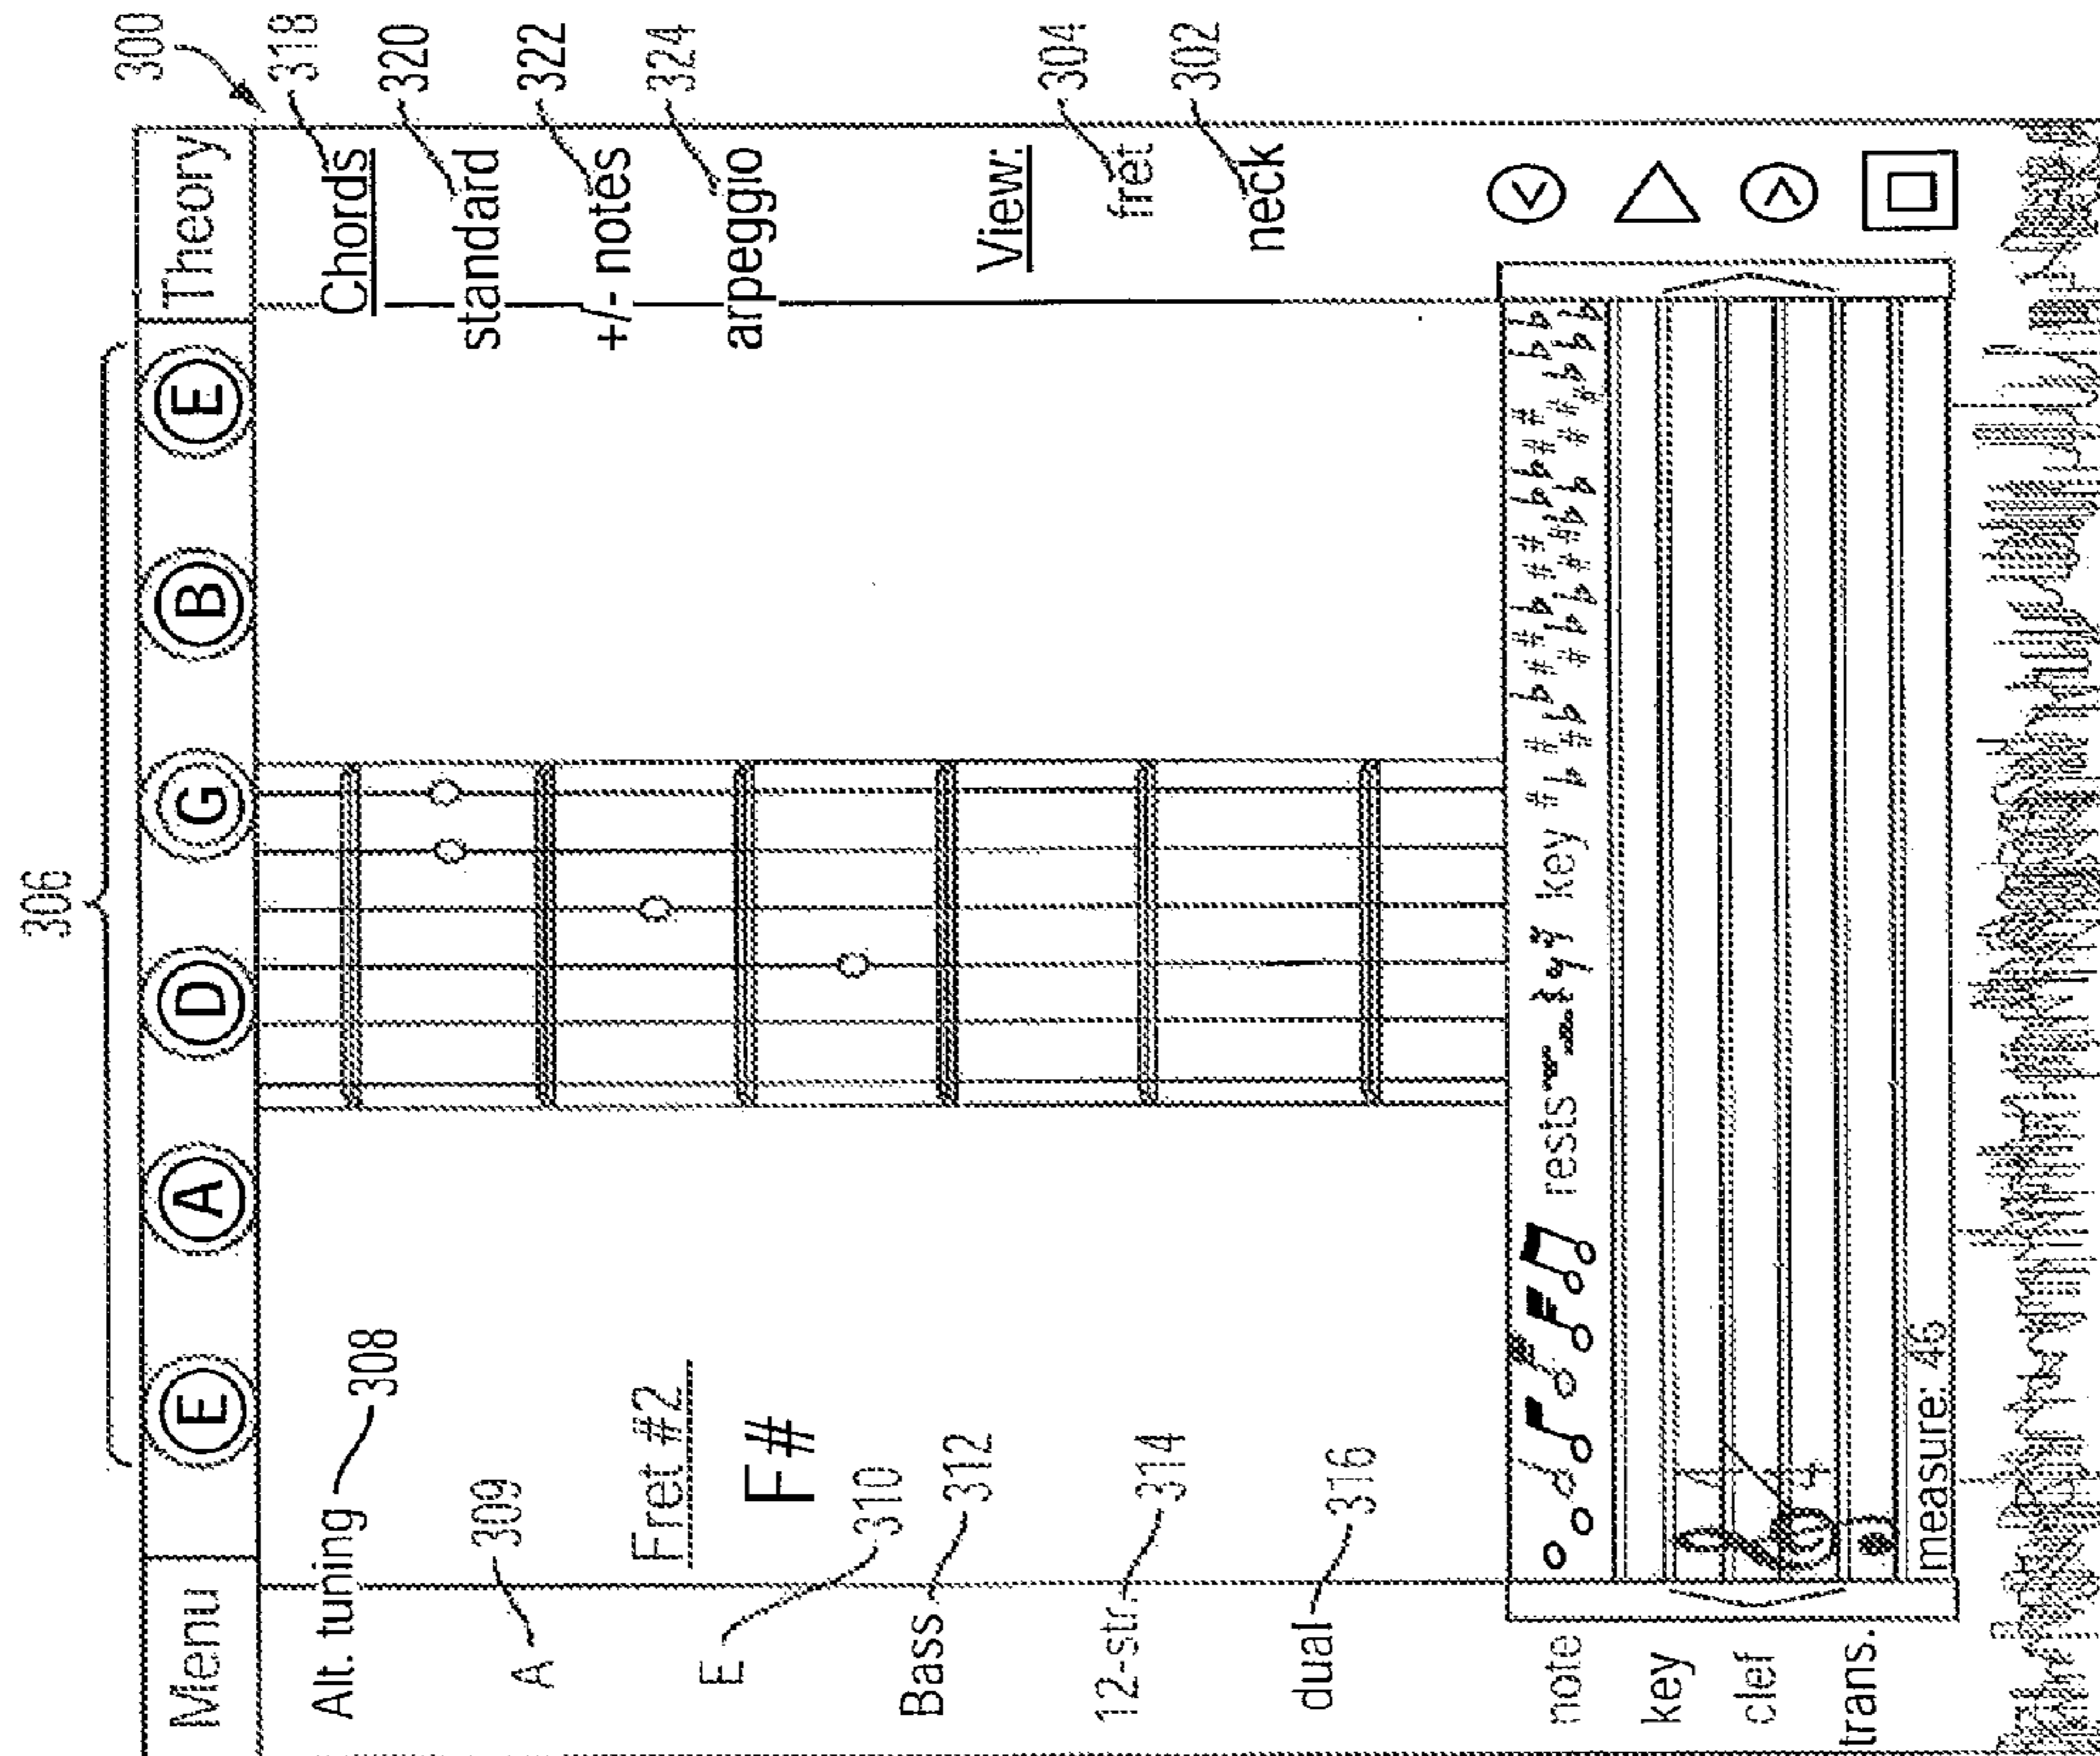 300
306
Menu
E
A
D
G
B
E
Theory
Alt. tuning
308
A
309
Fret #2
F#
E
310
Bass
312
12-str.
314
dual
316
Chords
318
standard
320
+/- notes
322
arpeggio
324
View:
fret
304
neck
302
note
key
clef
trans.
rests
key
4
measure: 46